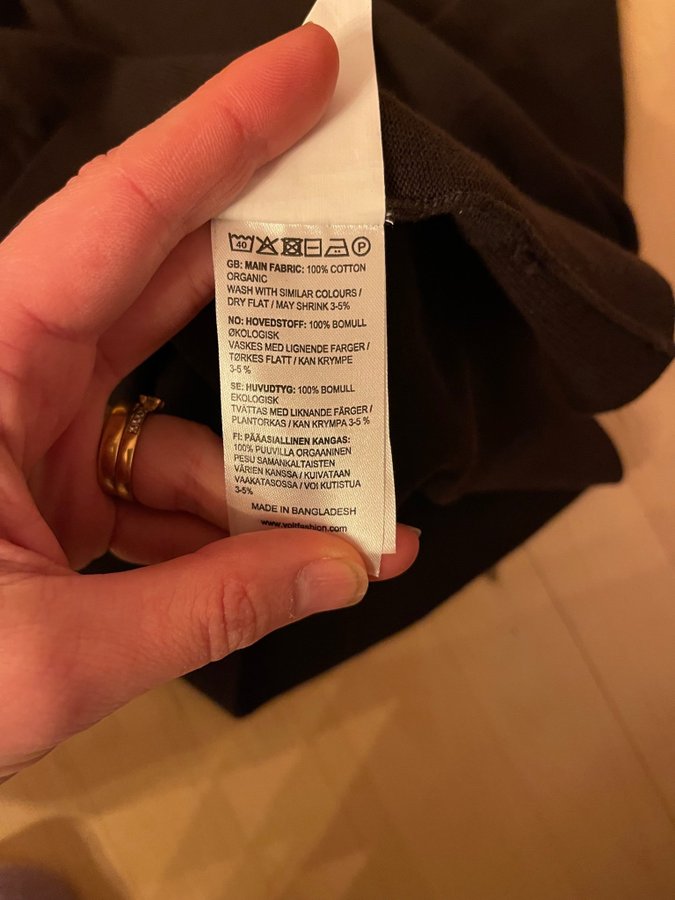 40 P
GB: MAIN FABRIC: 100% COTTON
ORGANIC
WASH WITH SIMILAR COLOURS /
DRY FLAT / MAY SHRINK 3-5%
NO: HOVEDSTOFF: 100% BOMULL
ØKOLOGISK
VASKES MED LIGNENDE FARGER /
TØRKES FLATT / KAN KRYMPE
3-5 %
SE: HUVUDTYG: 100% BOMULL
EKOLOGISK
TVÄTTAS MED LIKNANDE FÄRGER /
PLANTORKAS / KAN KRYMPA 3-5 %
FI: PÄÄASIALLINEN KANGAS:
100% PUUVILLA ORGAANINEN
PESU SAMANKALTAISTEN
VÄRIEN KANSSA / KUIVATAAN
VAAKATASOSSA / VOI KUTISTUA
3-5%
MADE IN BANGLADESH
www.voltfashion.com